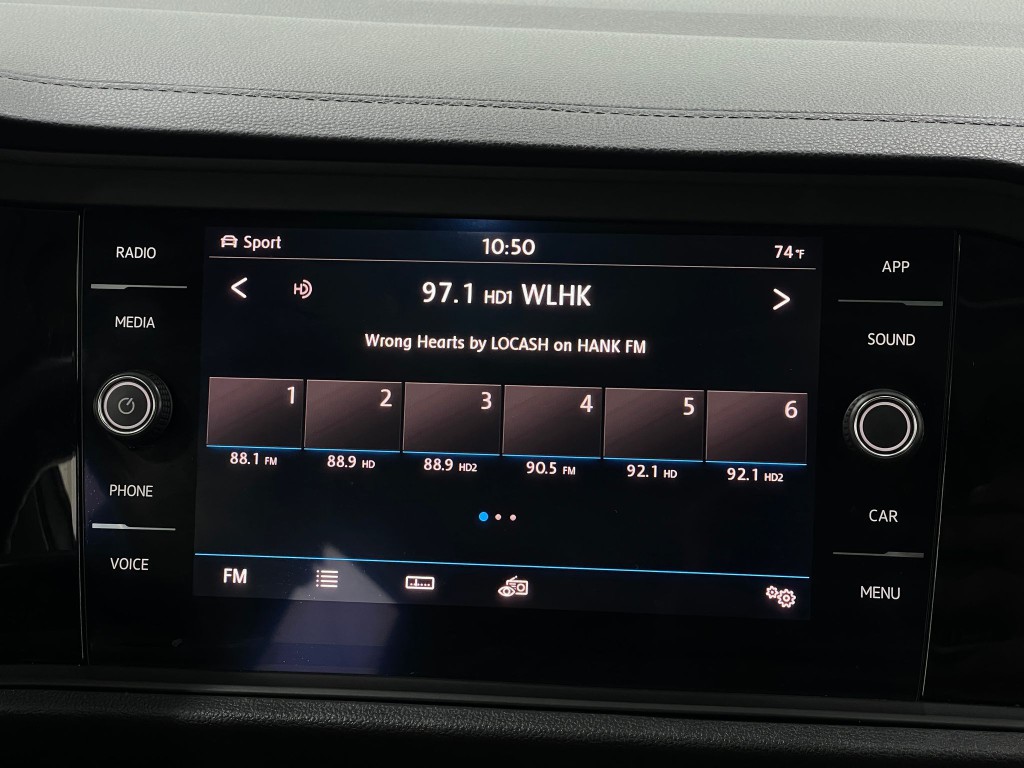 Sport 10:50 74°F
HD 97.1 HD1 WLHK
Wrong Hearts by LOCASH on HANK FM
1 2 3 4 5 6
88.1 FM 88.9 HD 88.9 HD2 90.5 FM 92.1 HD 92.1 HD2
FM
RADIO
MEDIA
PHONE
VOICE
APP
SOUND
CAR
MENU